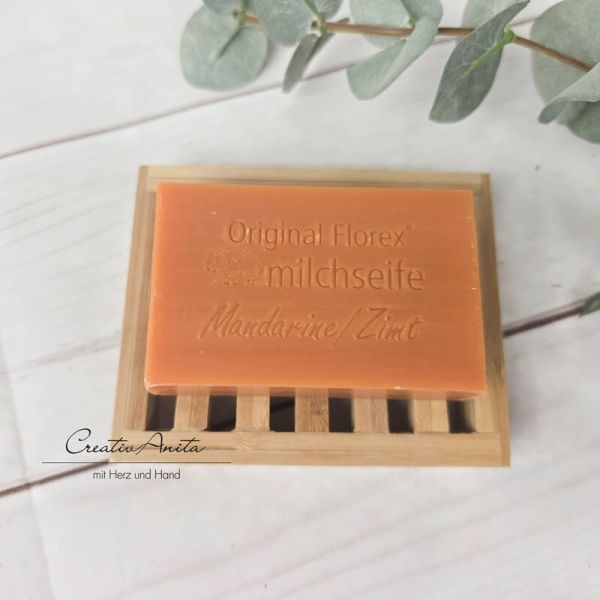 Original Florex®
milchseife
Mandarine/Zimt
CreativAnita
mit Herz und Hand